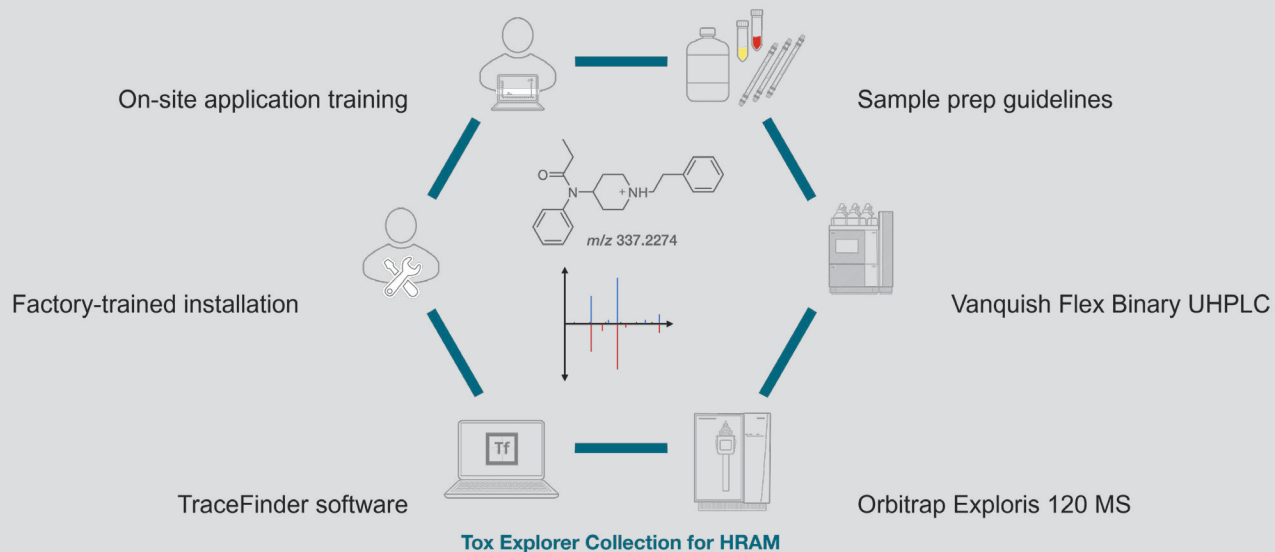 On-site application training
Sample prep guidelines
O
N
+
NH
m/z 337.2274
Factory-trained installation
Vanquish Flex Binary UHPLC
Tf
TraceFinder software
Orbitrap Exploris 120 MS
Tox Explorer Collection for HRAM